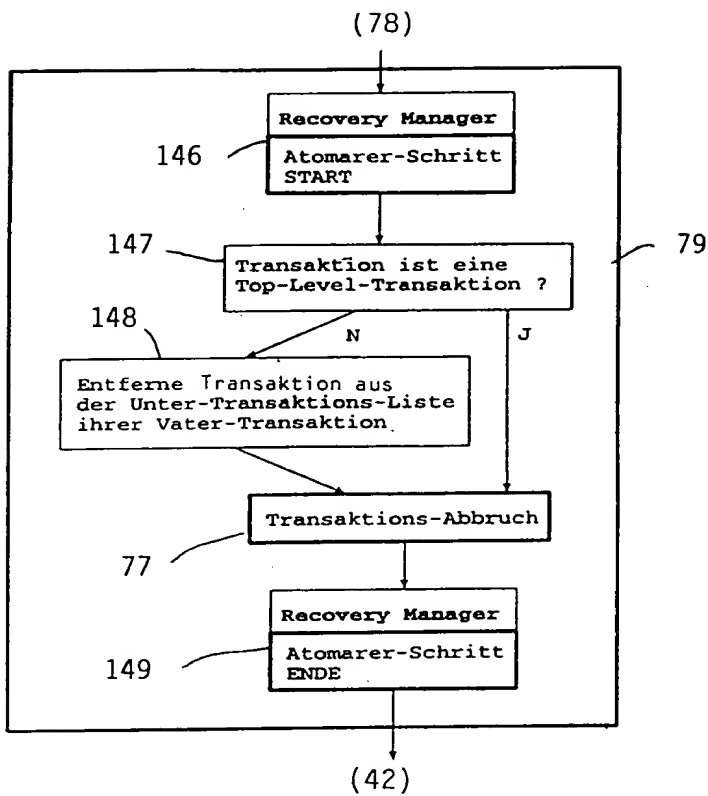 (78)
Recovery Manager
146
Atomarer-Schritt
START
147
Transaktion ist eine
Top-Level-Transaktion ?
79
148
N
J
Entferne Transaktion aus
der Unter-Transaktions-Liste
ihrer Vater-Transaktion.
Transaktions-Abbruch
77
Recovery Manager
149
Atomarer-Schritt
ENDE
(42)